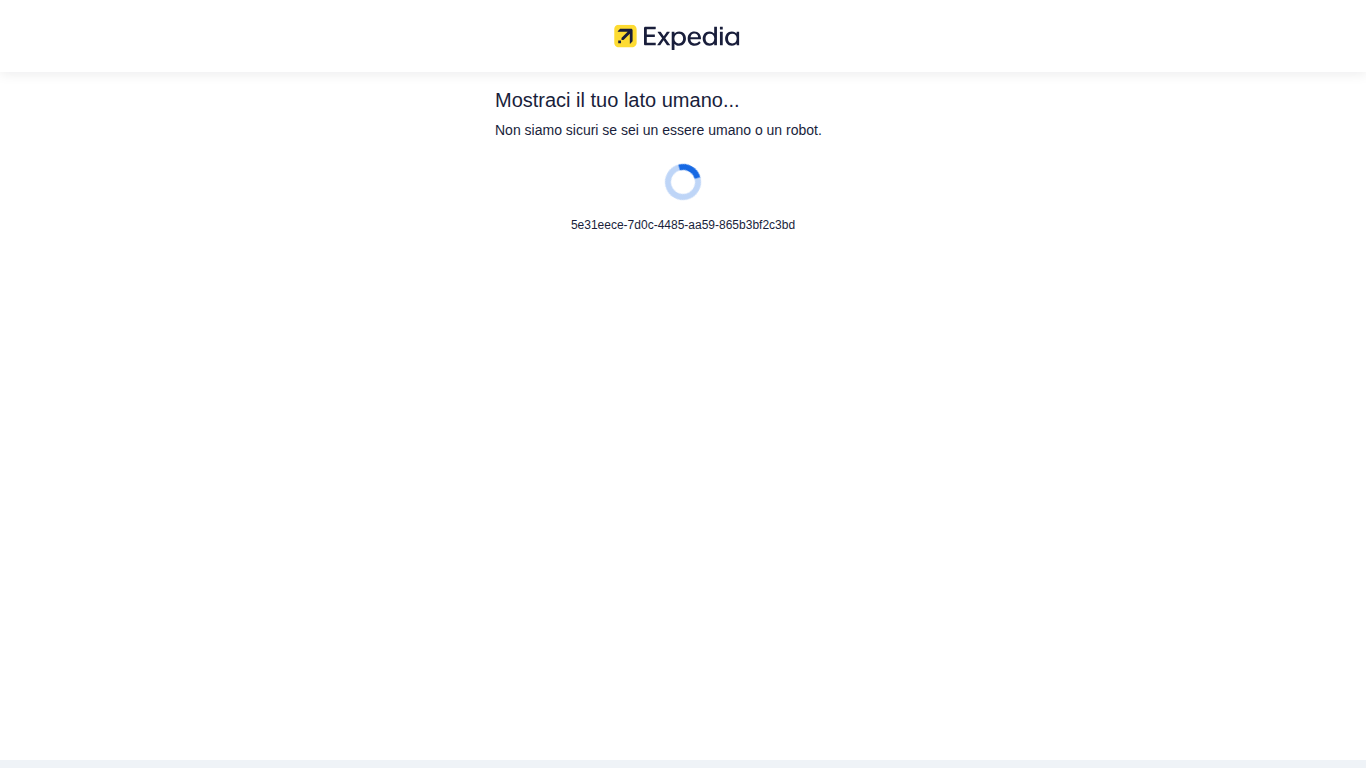 Expedia
Mostraci il tuo lato umano...
Non siamo sicuri se sei un essere umano o un robot.
5e31eece-7d0c-4485-aa59-865b3bf2c3bd